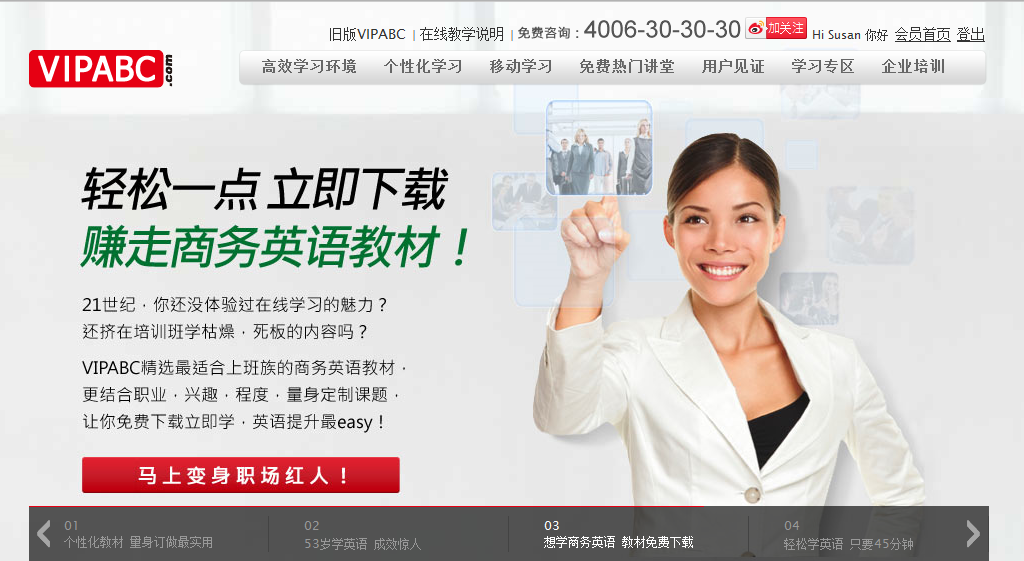 旧版VIPABC | 在线教学说明 | 免费咨询：4006-30-30-30 加关注 Hi Susan 你好 会员首页 登出
VIPABC.com
高效学习环境 个性化学习 移动学习 免费热门讲堂 用户见证 学习专区 企业培训
轻松一点 立即下载
赚走商务英语教材！
21世纪，你还没体验过在线学习的魅力？
还挤在培训班学枯燥，死板的内容吗？
VIPABC精选最适合上班族的商务英语教材，
更结合职业，兴趣，程度，量身定制课题，
让你免费下载立即学，英语提升最easy！
马上变身职场红人！
01
个性化教材 量身订做最实用
02
53岁学英语 成效惊人
03
想学商务英语 教材免费下载
04
轻松学英语 只要45分钟